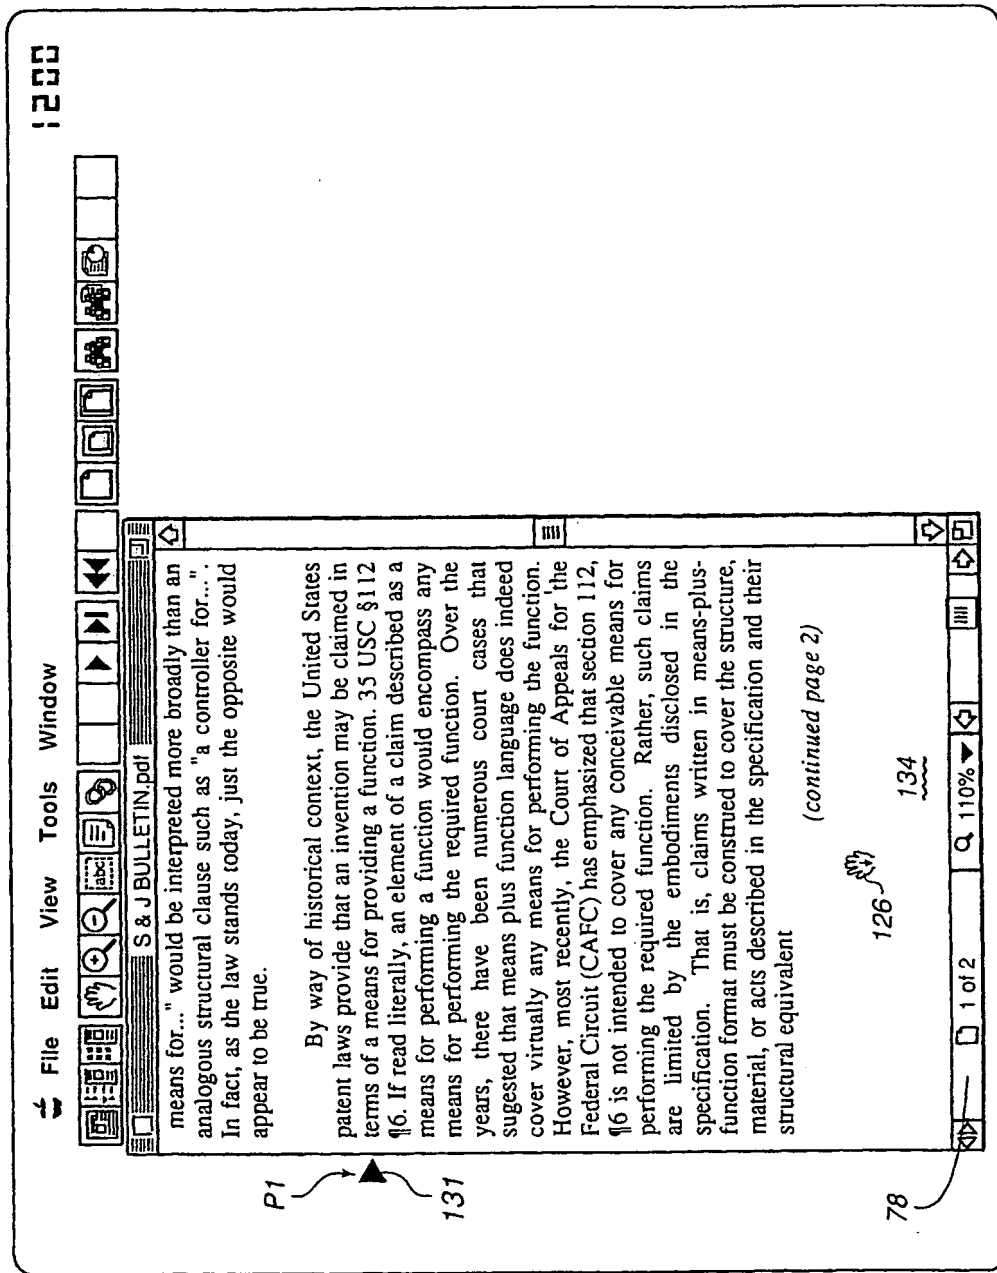 File Edit View Tools Window
1200
abc
S & J BULLETIN.pdf
means for..." would be interpreted more broadly than an
analogous structural clause such as "a controller for...".
In fact, as the law stands today, just the opposite would
appear to be true.
By way of historical context, the United States
patent laws provide that an invention may be claimed in
terms of a means for providing a function. 35 USC §112
¶6. If read literally, an element of a claim described as a
means for performing a function would encompass any
means for performing the required function. Over the
years, there have been numerous court cases that
sugested that means plus function language does indeed
cover virtually any means for performing the function.
However, most recently, the Court of Appeals for the
Federal Circuit (CAFC) has emphasized that section 112,
¶6 is not intended to cover any conceivable means for
performing the required function. Rather, such claims
are limited by the embodiments disclosed in the
specification. That is, claims written in means-plus-
function format must be construed to cover the structure,
material, or acts described in the specification and their
structural equivalent
(continued page 2)
P1
131
126
134
1 of 2
110%
78